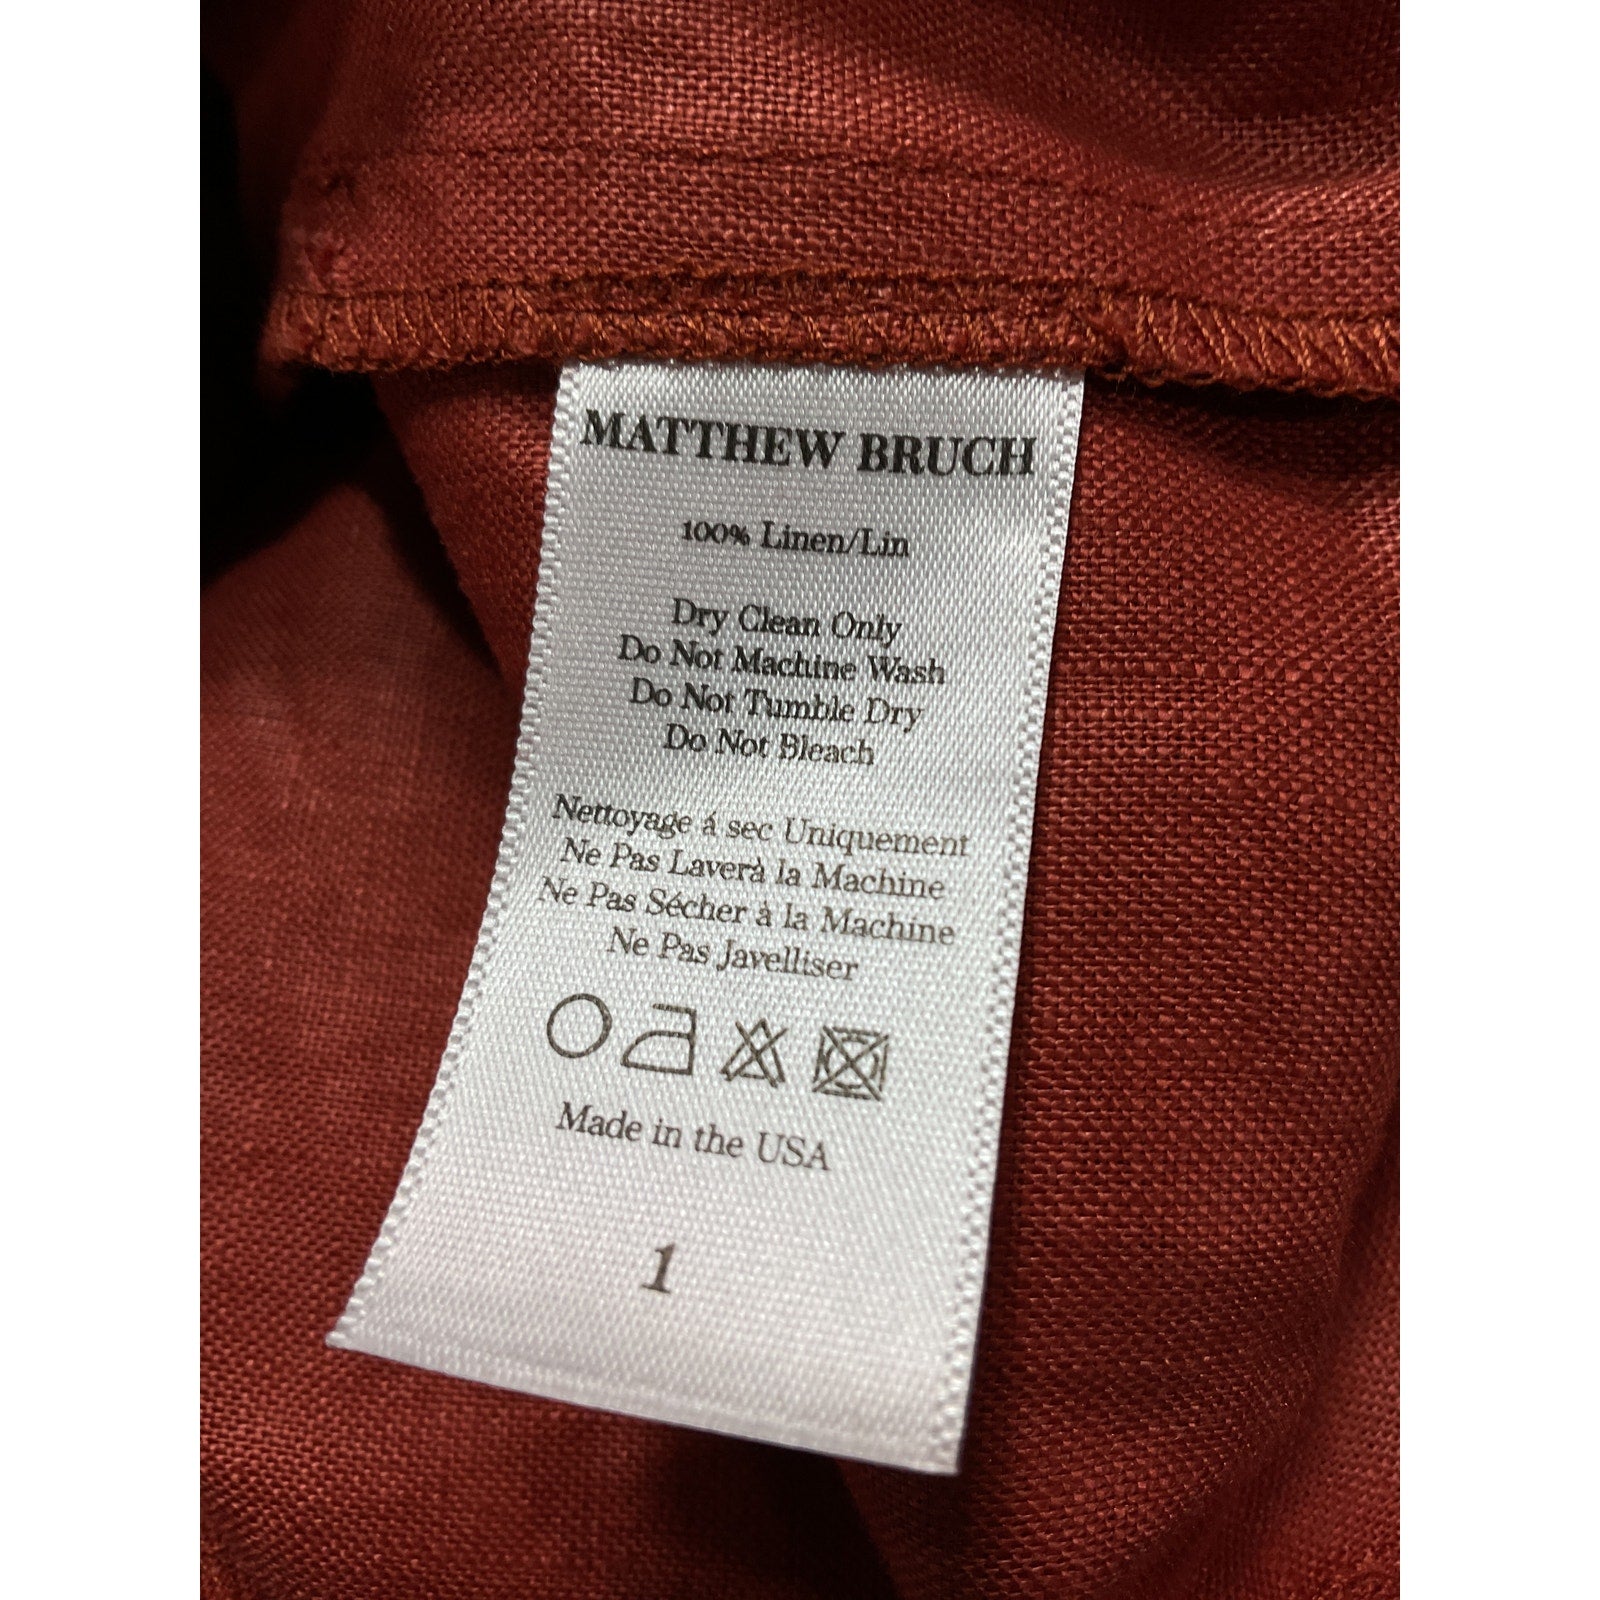 MATTHEW BRUCH
100% Linen/Lin
Dry Clean Only
Do Not Machine Wash
Do Not Tumble Dry
Do Not Bleach
Nettoyage á sec Uniquement
Ne Pas Laverà la Machine
Ne Pas Sécher à la Machine
Ne Pas Javelliser
Made in the USA
1